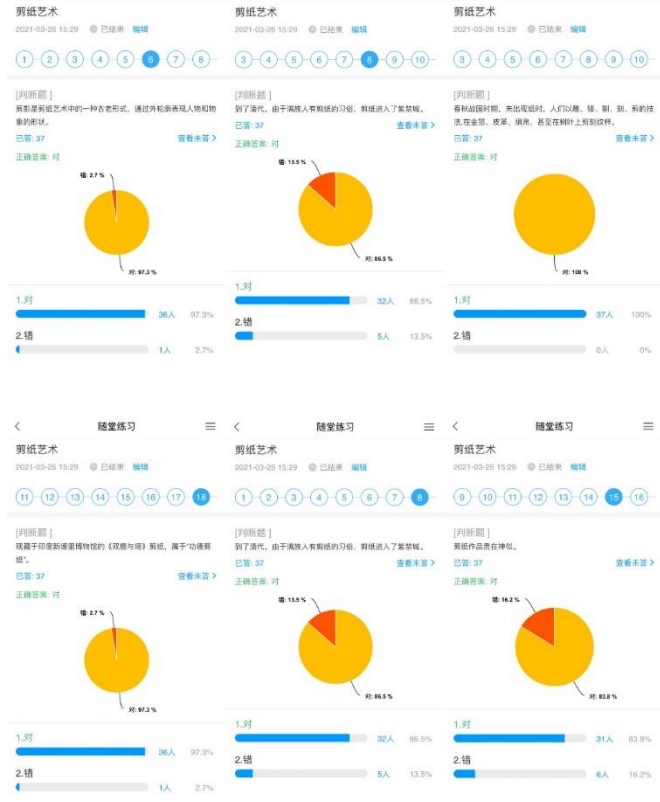 剪纸艺术
2021-03-26 15:29 已结束 编辑
1 2 3 4 5 6 7 8
[判断题]
剪影是剪纸艺术中的一种古老形式，通过外轮廓表现人物和物
象的形状。
已答: 37 查看未答 >
正确答案: 对
错: 2.7 %
对: 97.3 %
1.对
36人 97.3%
2.错
1人 2.7%
剪纸艺术
2021-03-26 15:29 已结束 编辑
3 4 5 6 7 8 9 10
[判断题]
到了清代，由于满族人有剪纸的习俗，剪纸进入了紫禁城。
已答: 37 查看未答 >
正确答案: 对
错: 13.5 %
对: 86.5 %
1.对
32人 86.5%
2.错
5人 13.5%
剪纸艺术
2021-03-26 15:29 已结束 编辑
3 4 5 6 7 8 9 10
[判断题]
春秋战国时期，未出现纸时，人们以雕、镂、剔、刻、剪的技
法,在金箔、皮革、绢帛、甚至在树叶上剪刻纹样。
已答: 37 查看未答 >
正确答案: 对
对: 100 %
1.对
37人 100%
2.错
0人 0%
< 随堂练习
剪纸艺术
2021-03-26 15:29 已结束 编辑
11 12 13 14 15 16 17 18
[判断题]
现藏于印度新德里博物馆的《双鹿与塔》剪纸，属于“功德剪
纸”。
已答: 37 查看未答 >
正确答案: 对
错: 2.7 %
对: 97.3 %
1.对
36人 97.3%
2.错
1人 2.7%
< 随堂练习
剪纸艺术
2021-03-26 15:29 已结束 编辑
1 2 3 4 5 6 7 8
[判断题]
到了清代，由于满族人有剪纸的习俗，剪纸进入了紫禁城。
已答: 37 查看未答 >
正确答案: 对
错: 13.5 %
对: 86.5 %
1.对
32人 86.5%
2.错
5人 13.5%
< 随堂练习
剪纸艺术
2021-03-26 15:29 已结束 编辑
9 10 11 12 13 14 15 16
[判断题]
剪纸作品贵在神似。
已答: 37 查看未答 >
正确答案: 对
错: 16.2 %
对: 83.8 %
1.对
31人 83.8%
2.错
6人 16.2%